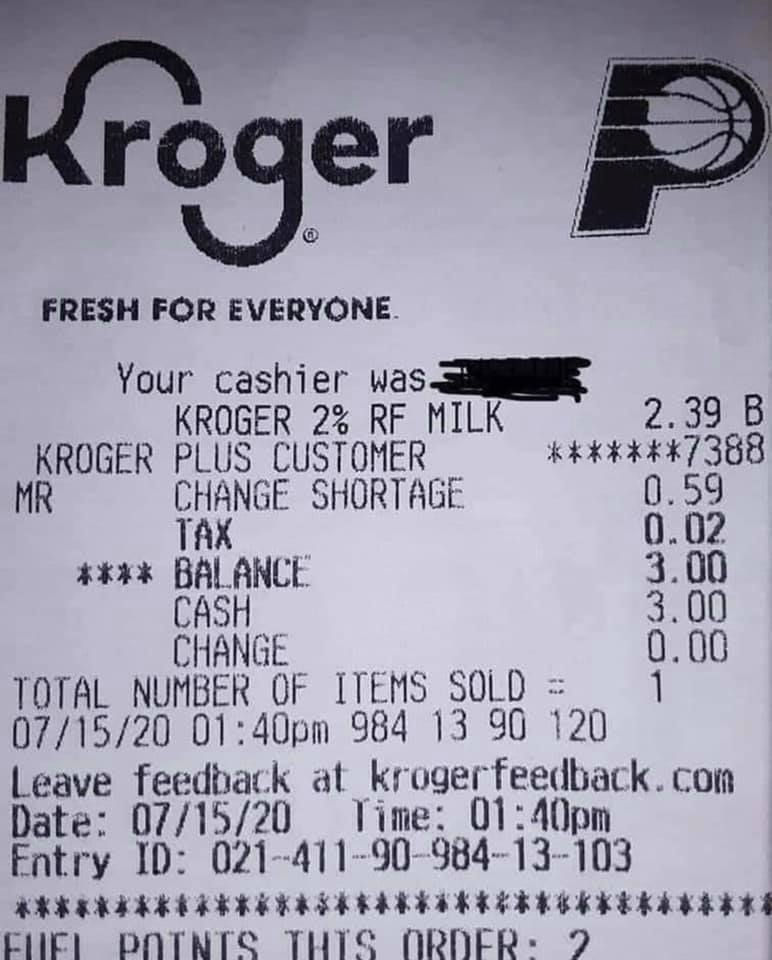 Kroger®
FRESH FOR EVERYONE.
Your cashier was
KROGER 2% RF MILK 2.39 B
KROGER PLUS CUSTOMER *******7388
MR CHANGE SHORTAGE 0.59
TAX 0.02
**** BALANCE 3.00
CASH 3.00
CHANGE 0.00
TOTAL NUMBER OF ITEMS SOLD = 1
07/15/20 01:40pm 984 13 90 120
Leave feedback at krogerfeedback.com
Date: 07/15/20 Time: 01:40pm
Entry ID: 021-411-90-984-13-103
**************************************
FUEL POINTS THIS ORDER: 2